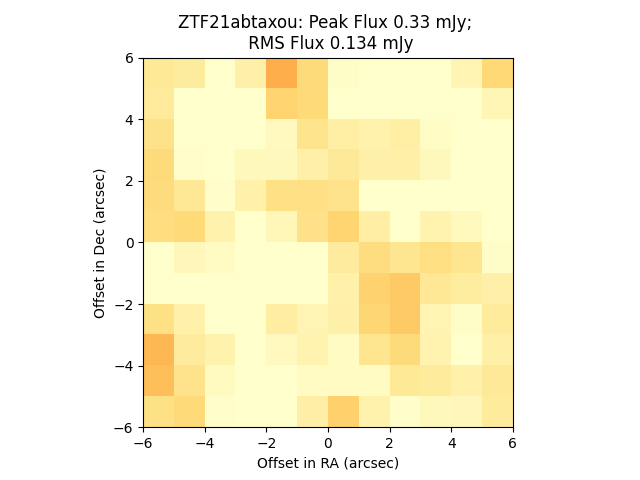 ZTF21abtaxou: Peak Flux 0.33 mJy;
RMS Flux 0.134 mJy
6
4
2
0
−2
−4
−6
Offset in Dec (arcsec)
−6 −4 −2 0 2 4 6
Offset in RA (arcsec)